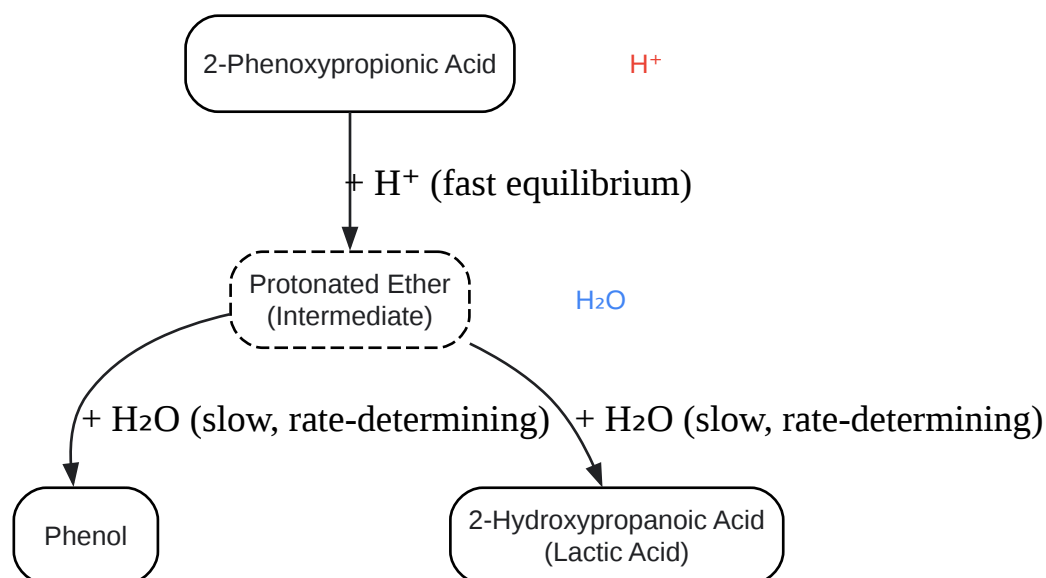 2-Phenoxypropionic Acid
H⁺
+ H⁺ (fast equilibrium)
Protonated Ether
(Intermediate)
H₂O
+ H₂O (slow, rate-determining)
+ H₂O (slow, rate-determining)
Phenol
2-Hydroxypropanoic Acid
(Lactic Acid)